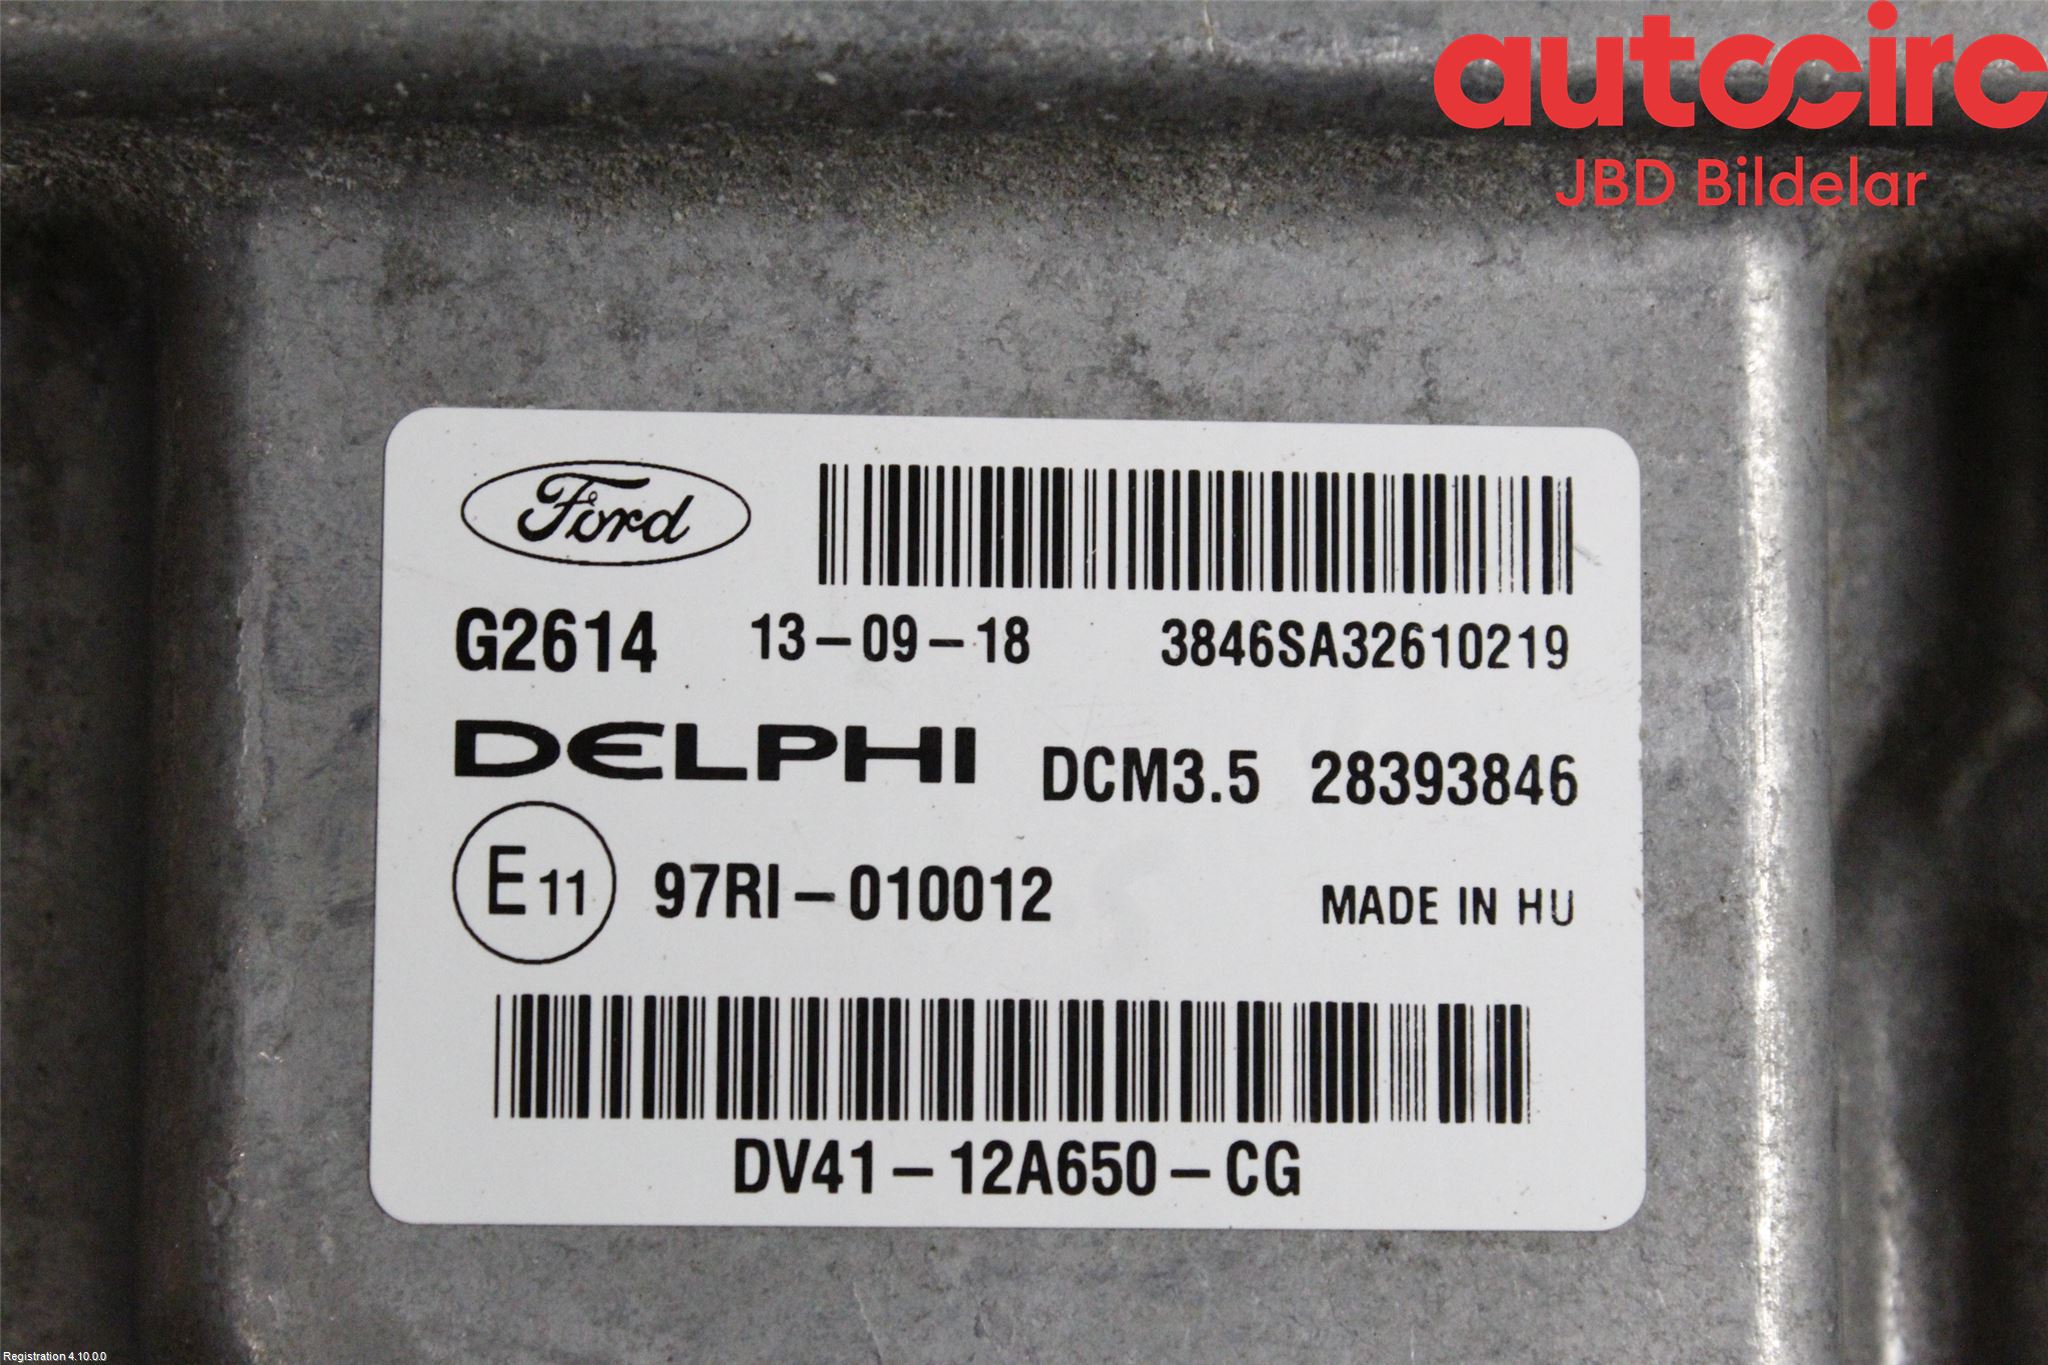 autocirc
JBD Bildelar
Ford
G2614 13-09-18 3846SA32610219
DELPHI DCM3.5 28393846
E11 97RI-010012 MADE IN HU
DV41-12A650-CG
Registration 4.10.0.0